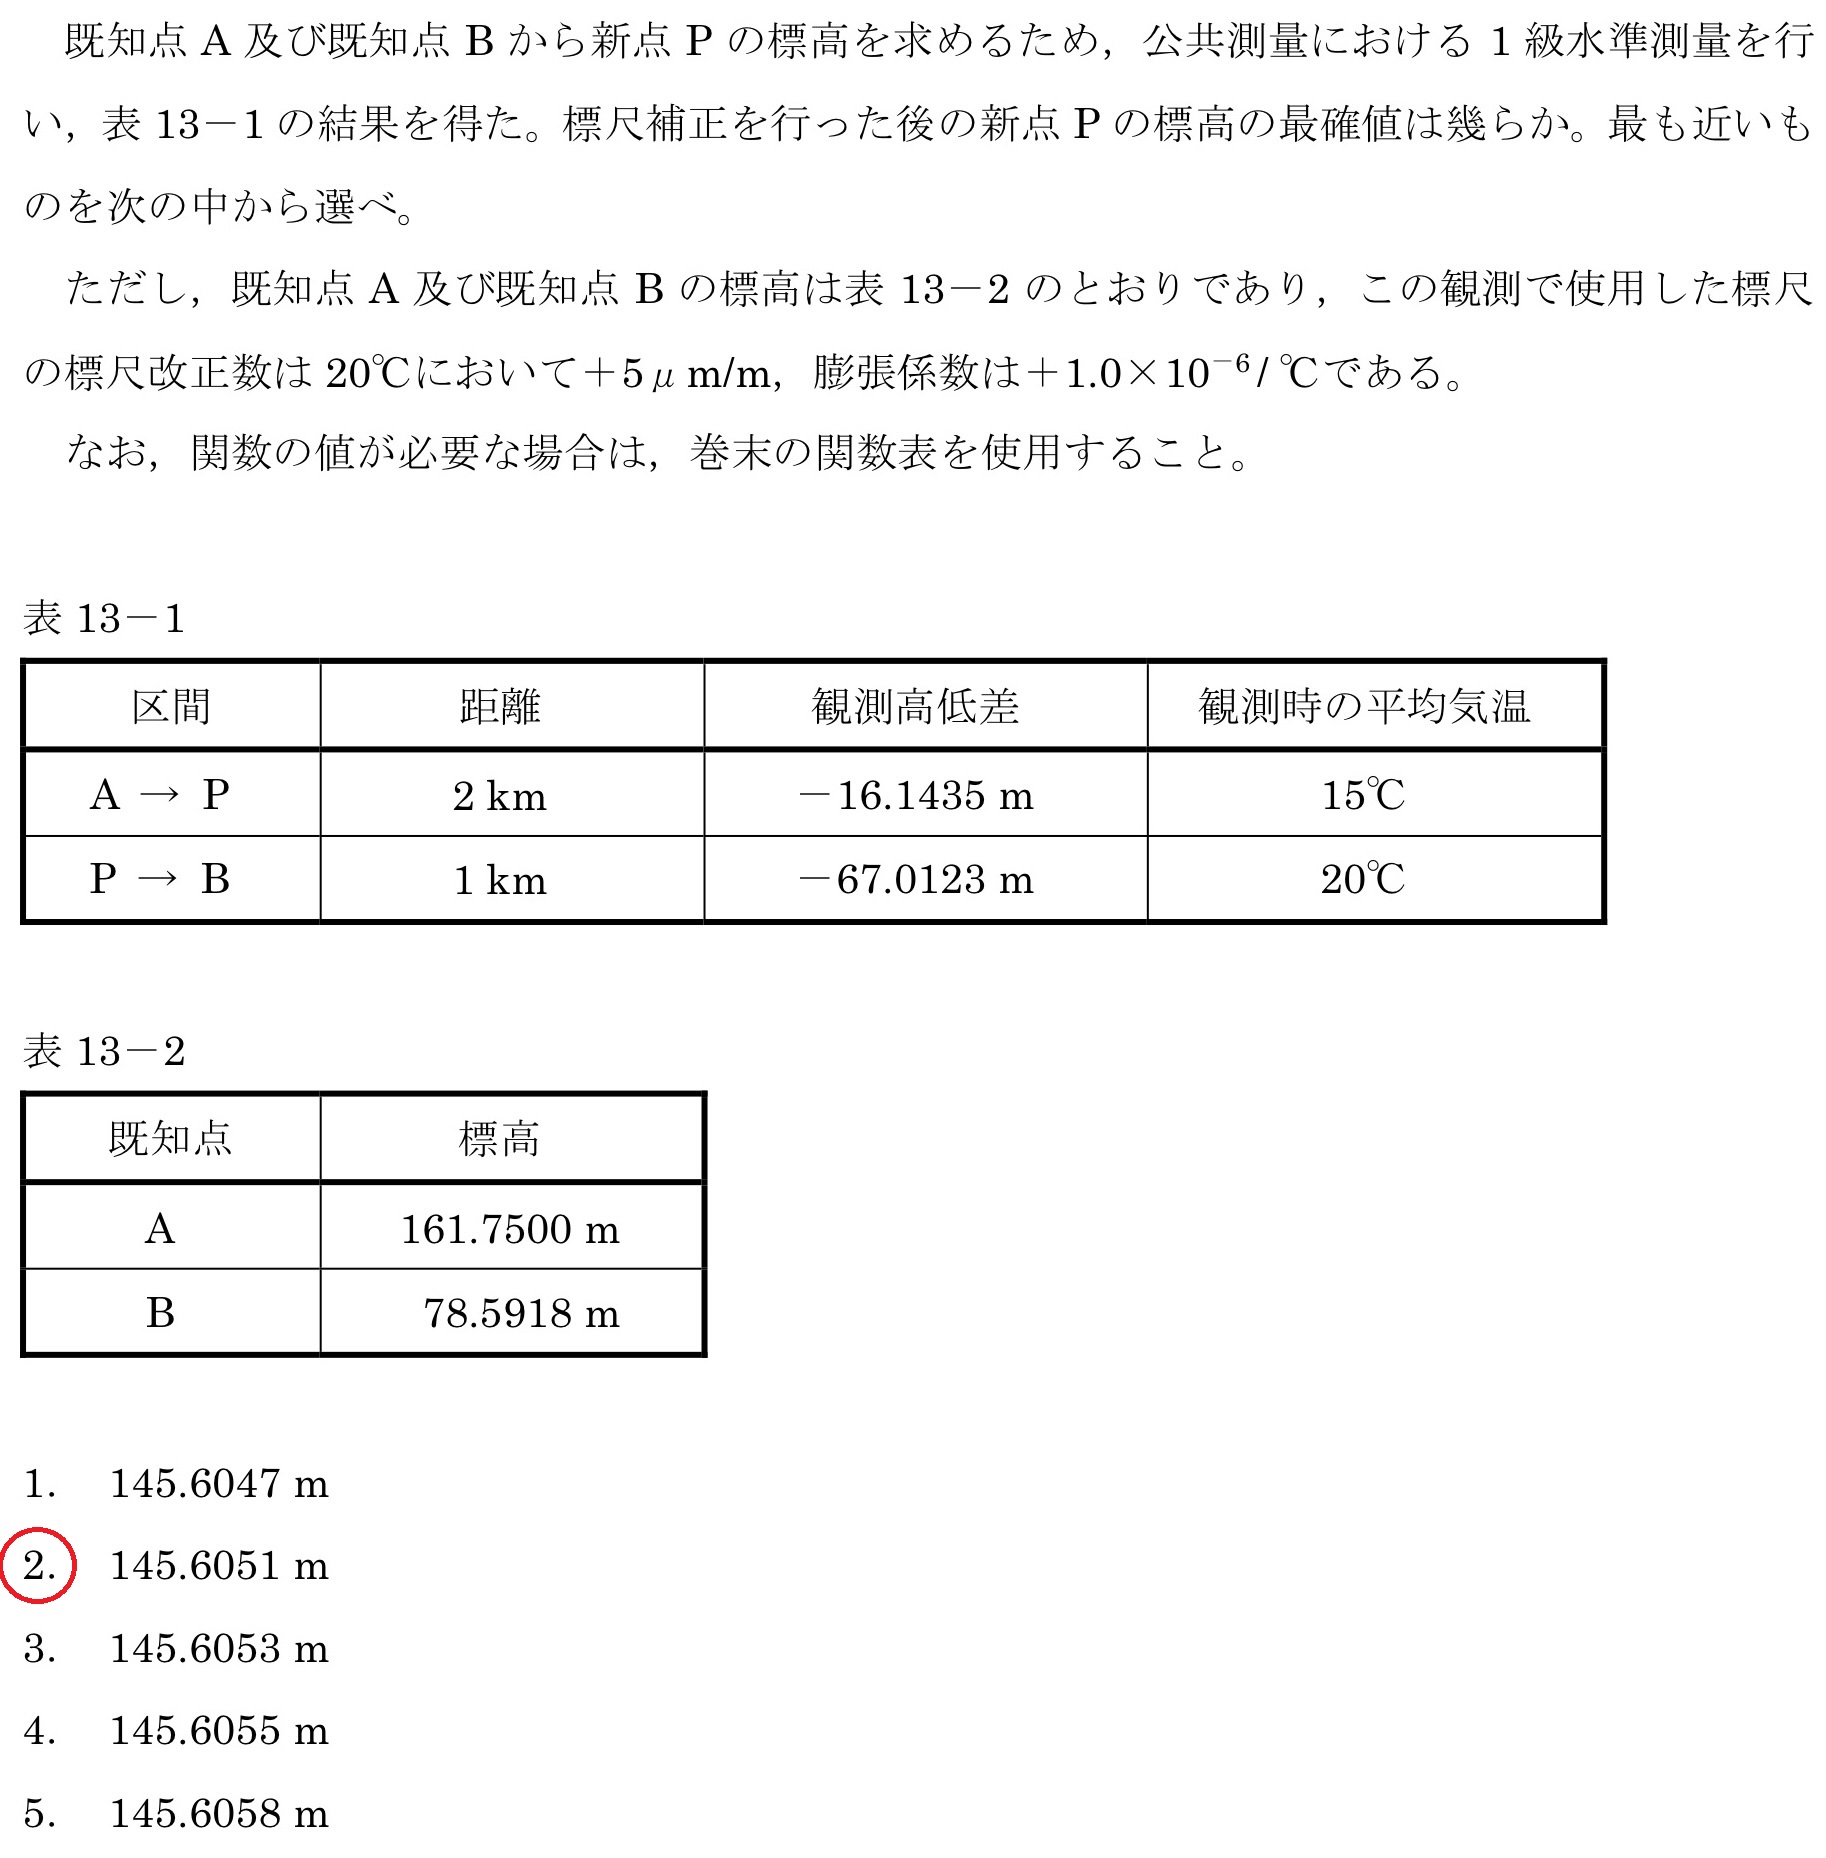 既知点 A 及び既知点 B から新点 P の標高を求めるため，公共測量における 1 級水準測量を行
い，表 13－1 の結果を得た。標尺補正を行った後の新点 P の標高の最確値は幾らか。最も近いも
のを次の中から選べ。
ただし，既知点 A 及び既知点 B の標高は表 13－2 のとおりであり，この観測で使用した標尺
の標尺改正数は 20℃において＋5μm/m，膨張係数は＋1.0×10⁻⁶/℃である。
なお，関数の値が必要な場合は，巻末の関数表を使用すること。
表 13－1
区間 距離 観測高低差 観測時の平均気温
A → P 2 km －16.1435 m 15℃
P → B 1 km －67.0123 m 20℃
表 13－2
既知点 標高
A 161.7500 m
B 78.5918 m
1. 145.6047 m
2. 145.6051 m
3. 145.6053 m
4. 145.6055 m
5. 145.6058 m